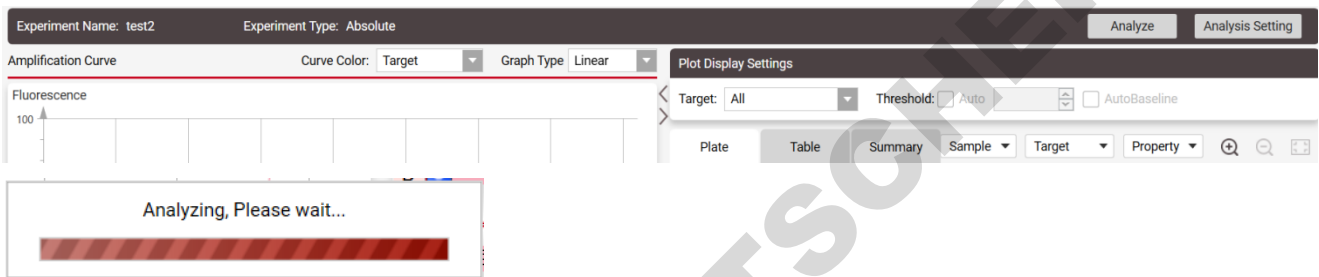 Experiment Name: test2 Experiment Type: Absolute Analyze Analysis Setting
Amplification Curve Curve Color: Target Graph Type Linear
Plot Display Settings
Fluorescence
100
Target: All Threshold: Auto AutoBaseline
Plate Table Summary Sample Target Property
Analyzing, Please wait...